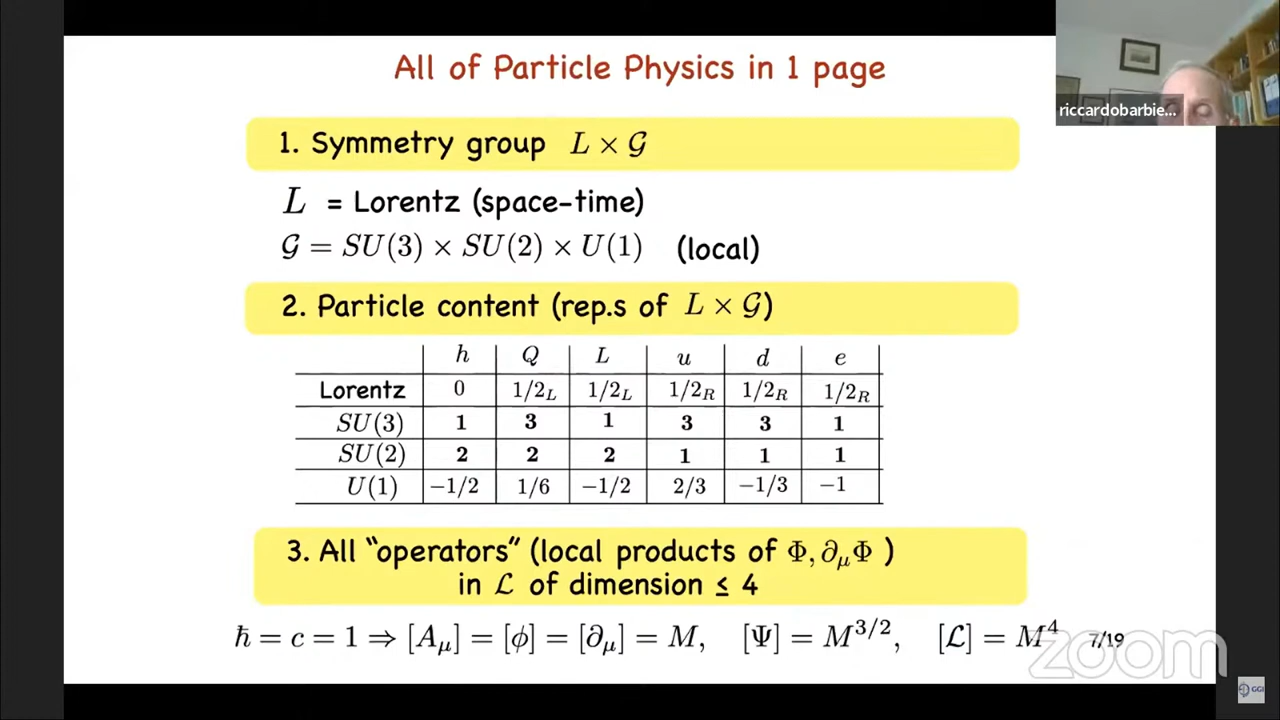 All of Particle Physics in 1 page
riccardobarbie...
1. Symmetry group L × 𝒢
L = Lorentz (space-time)
𝒢 = SU(3) × SU(2) × U(1) (local)
2. Particle content (rep.s of L × 𝒢)
h Q L u d e
Lorentz 0 1/2_L 1/2_L 1/2_R 1/2_R 1/2_R
SU(3) 1 3 1 3 3 1
SU(2) 2 2 2 1 1 1
U(1) −1/2 1/6 −1/2 2/3 −1/3 −1
3. All “operators” (local products of Φ, ∂_μΦ )
in ℒ of dimension ≤ 4
ħ = c = 1 ⇒ [A_μ] = [ϕ] = [∂_μ] = M, [Ψ] = M^{3/2}, [ℒ] = M^4
7/19
zoom
GGI